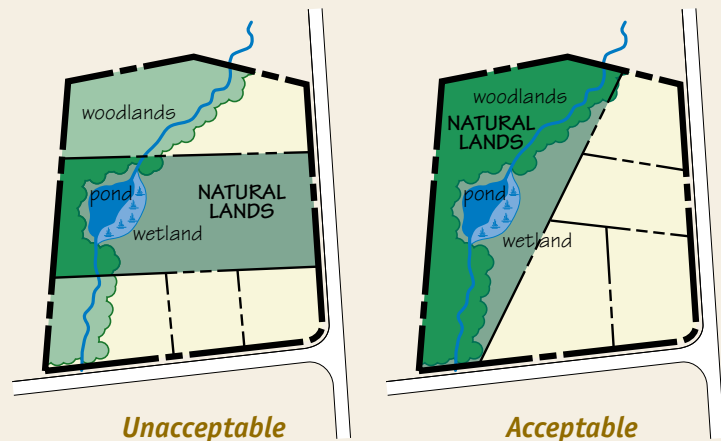 woodlands
pond
NATURAL
LANDS
wetland
Unacceptable
woodlands
NATURAL
LANDS
pond
wetland
Acceptable